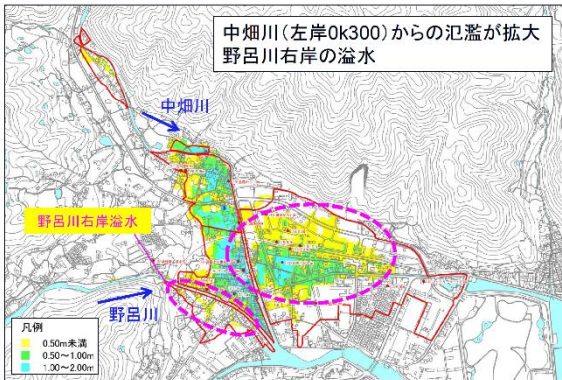 中畑川(左岸0k300)からの氾濫が拡大
野呂川右岸の溢水
中畑川
野呂川右岸溢水
野呂川
凡例
0.50m未満
0.50～1.00m
1.00～2.00m